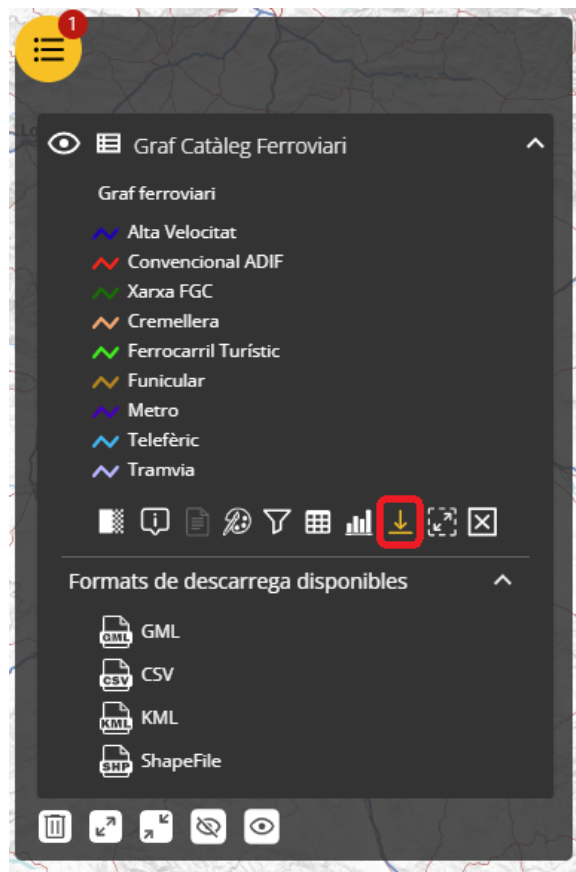 1
Graf Catàleg Ferroviari
Graf ferroviari
Alta Velocitat
Convencional ADIF
Xarxa FGC
Cremellera
Ferrocarril Turístic
Funicular
Metro
Telefèric
Tramvia
Formats de descarrega disponibles
GML GML
CSV CSV
KML KML
SHP ShapeFile